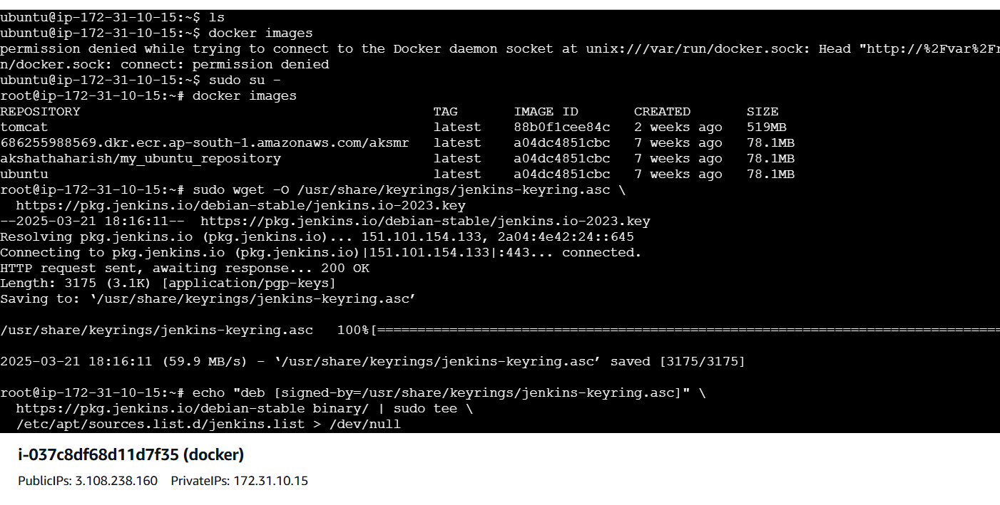 ubuntu@ip-172-31-10-15:~$ ls
ubuntu@ip-172-31-10-15:~$ docker images
permission denied while trying to connect to the Docker daemon socket at unix:///var/run/docker.sock: Head "http://%2Fvar%2Fr
n/docker.sock: connect: permission denied
ubuntu@ip-172-31-10-15:~$ sudo su -
root@ip-172-31-10-15:~# docker images
REPOSITORY TAG IMAGE ID CREATED SIZE
tomcat latest 88b0f1cee84c 2 weeks ago 519MB
686255988569.dkr.ecr.ap-south-1.amazonaws.com/aksmr latest a04dc4851cbc 7 weeks ago 78.1MB
akshathaharish/my_ubuntu_repository latest a04dc4851cbc 7 weeks ago 78.1MB
ubuntu latest a04dc4851cbc 7 weeks ago 78.1MB
root@ip-172-31-10-15:~# sudo wget -O /usr/share/keyrings/jenkins-keyring.asc \
  https://pkg.jenkins.io/debian-stable/jenkins.io-2023.key
--2025-03-21 18:16:11--  https://pkg.jenkins.io/debian-stable/jenkins.io-2023.key
Resolving pkg.jenkins.io (pkg.jenkins.io)... 151.101.154.133, 2a04:4e42:24::645
Connecting to pkg.jenkins.io (pkg.jenkins.io)|151.101.154.133|:443... connected.
HTTP request sent, awaiting response... 200 OK
Length: 3175 (3.1K) [application/pgp-keys]
Saving to: ‘/usr/share/keyrings/jenkins-keyring.asc’
/usr/share/keyrings/jenkins-keyring.asc   100%[==============================================================================
2025-03-21 18:16:11 (59.9 MB/s) - ‘/usr/share/keyrings/jenkins-keyring.asc’ saved [3175/3175]
root@ip-172-31-10-15:~# echo "deb [signed-by=/usr/share/keyrings/jenkins-keyring.asc]" \
  https://pkg.jenkins.io/debian-stable binary/ | sudo tee \
  /etc/apt/sources.list.d/jenkins.list > /dev/null
i-037c8df68d11d7f35 (docker)
PublicIPs: 3.108.238.160 PrivateIPs: 172.31.10.15